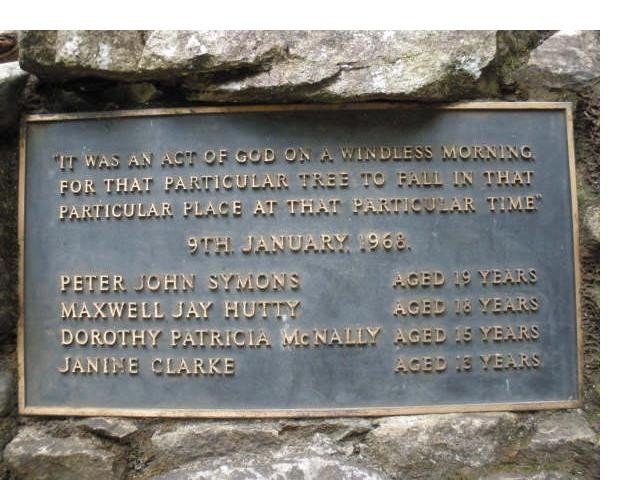 "IT WAS AN ACT OF GOD ON A WINDLESS MORNING,
FOR THAT PARTICULAR TREE TO FALL IN THAT
PARTICULAR PLACE AT THAT PARTICULAR TIME"
9TH. JANUARY, 1968.
PETER JOHN SYMONS AGED 19 YEARS
MAXWELL JAY HUTTY AGED 18 YEARS
DOROTHY PATRICIA McNALLY AGED 15 YEARS
JANINE CLARKE AGED 13 YEARS